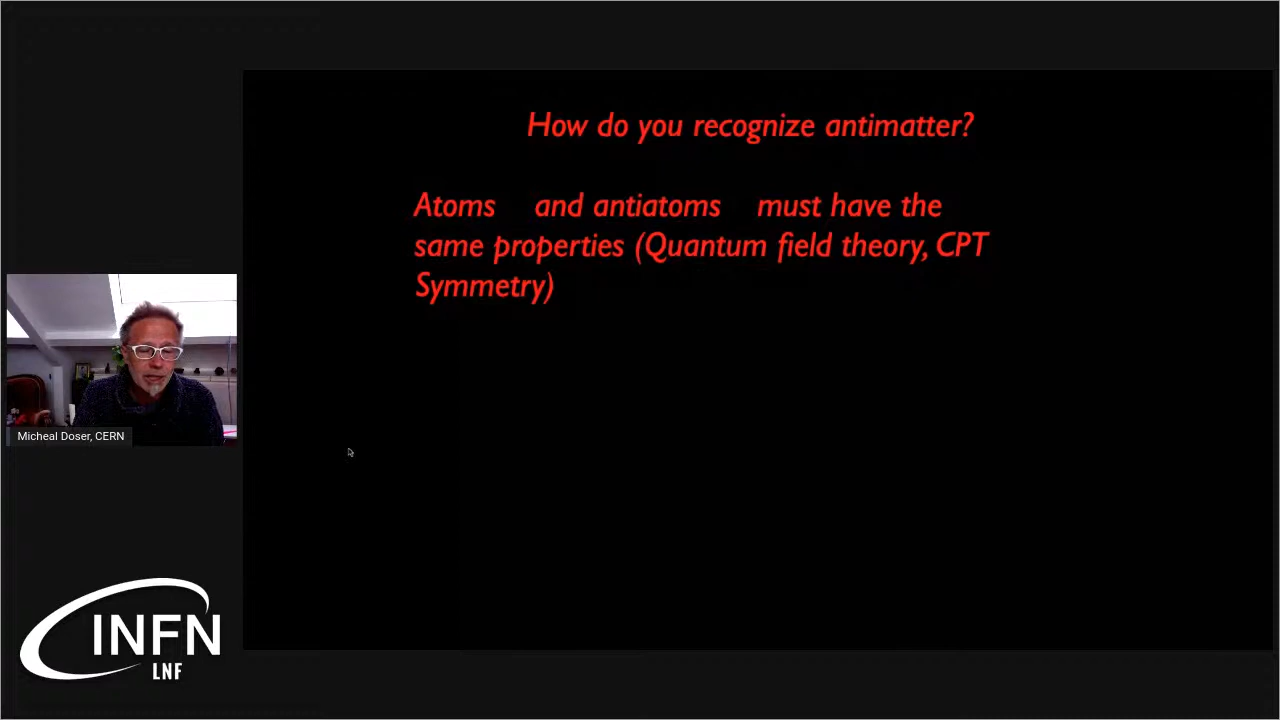 How do you recognize antimatter?
Atoms and antiatoms must have the
same properties (Quantum field theory, CPT
Symmetry)
Micheal Doser, CERN
INFN
LNF